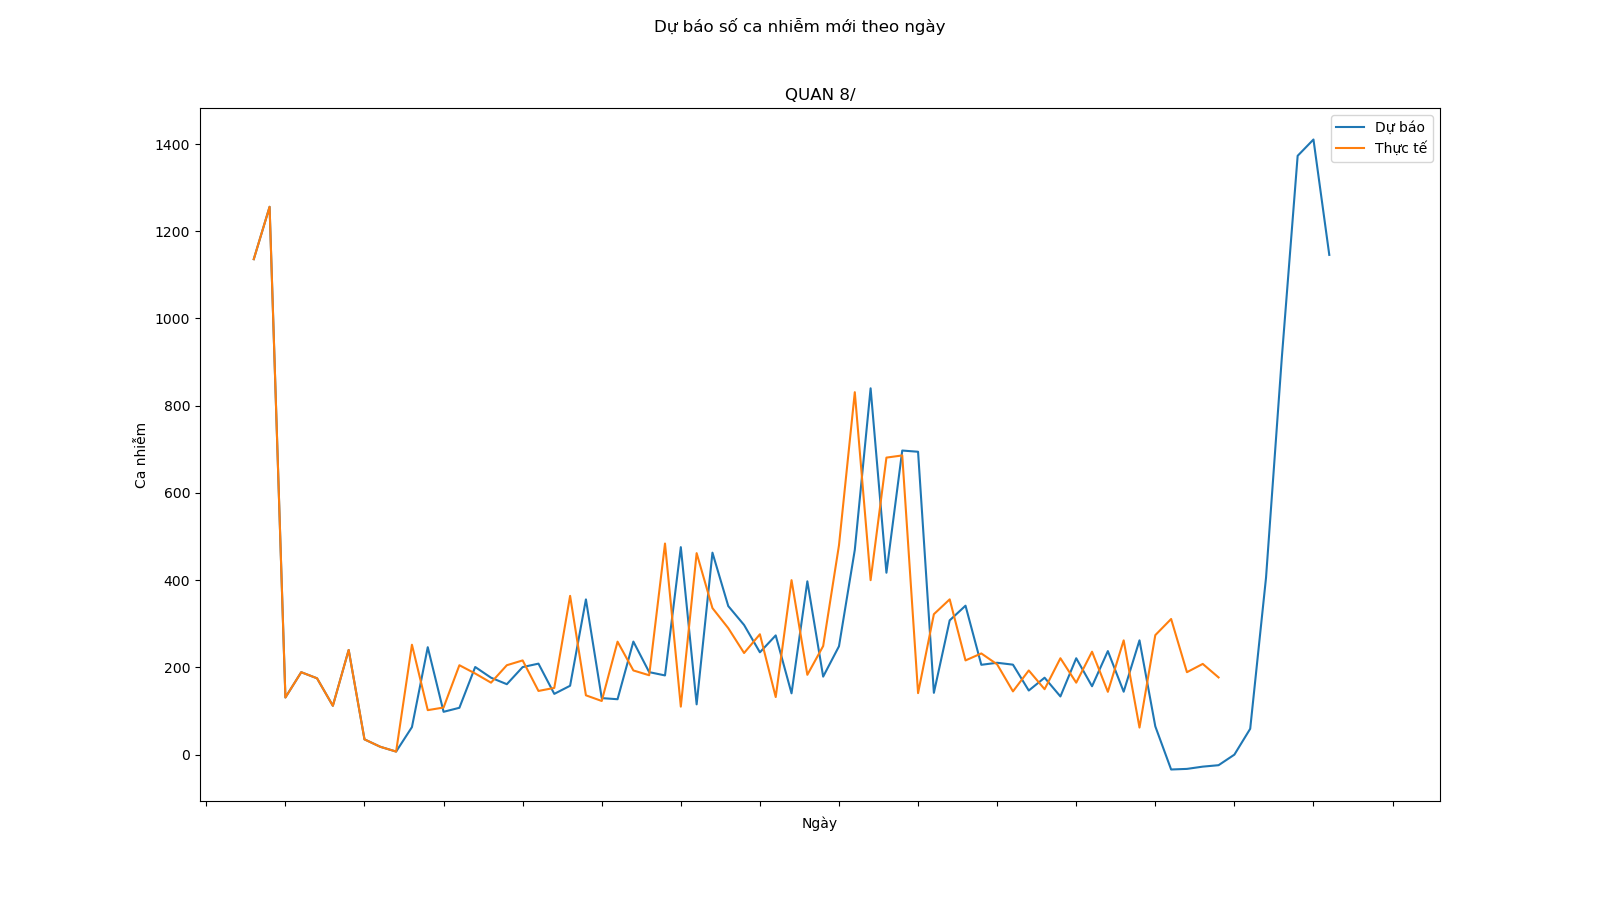 Dự báo số ca nhiễm mới theo ngày
QUAN 8/
Dự báo
Thực tế
1400
1200
1000
800
600
400
200
0
Ca nhiễm
Ngày